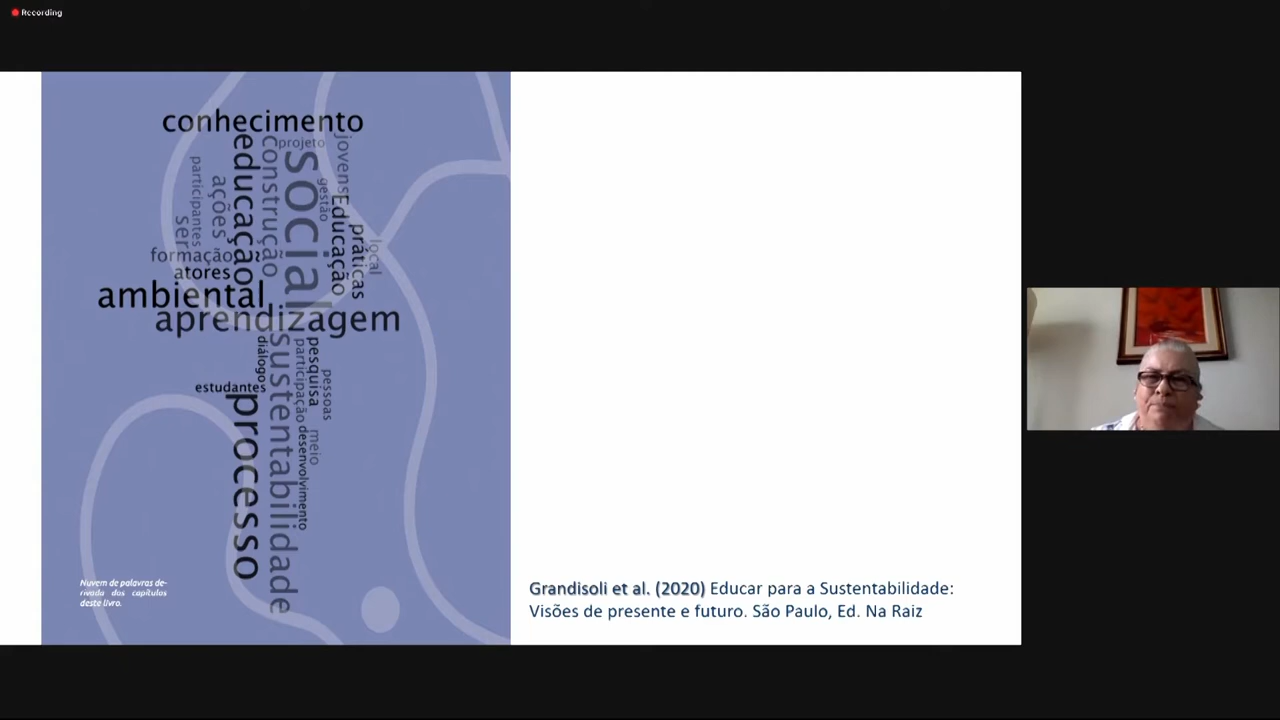 Recording
conhecimento
projeto
jovens
educação
construção
social
participantes
ações
gestão
Educação
práticas
local
ser
formação
atores
ambiental
aprendizagem
diálogos
sustentabilidade
participação
pesquisa
pessoas
estudantes
processo
meio
desenvolvimento
Nuvem de palavras de-
rivada dos capítulos
deste livro.
Grandisoli et al. (2020) Educar para a Sustentabilidade:
Visões de presente e futuro. São Paulo, Ed. Na Raiz